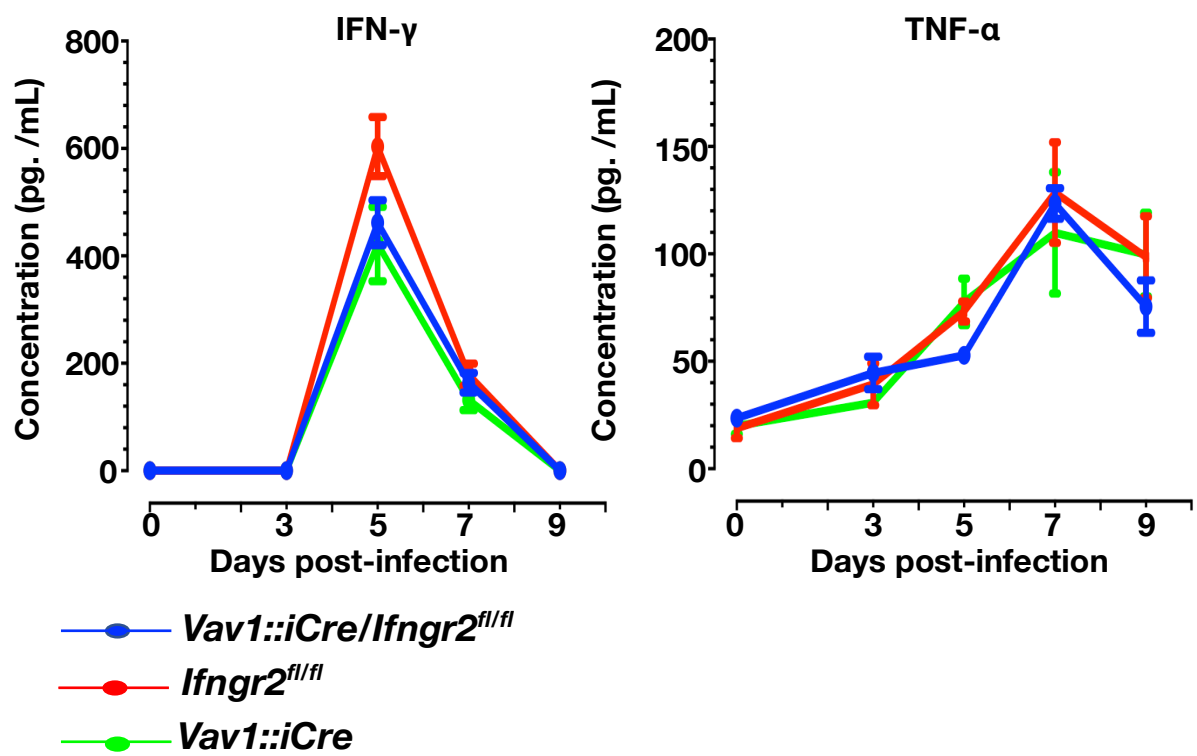 IFN-γ
Concentration (pg. /mL)
800
600
400
200
0
0 3 5 7 9
Days post-infection
TNF-α
Concentration (pg. /mL)
200
150
100
50
0
0 3 5 7 9
Days post-infection
Vav1::iCre/Ifngr2fl/fl
Ifngr2fl/fl
Vav1::iCre